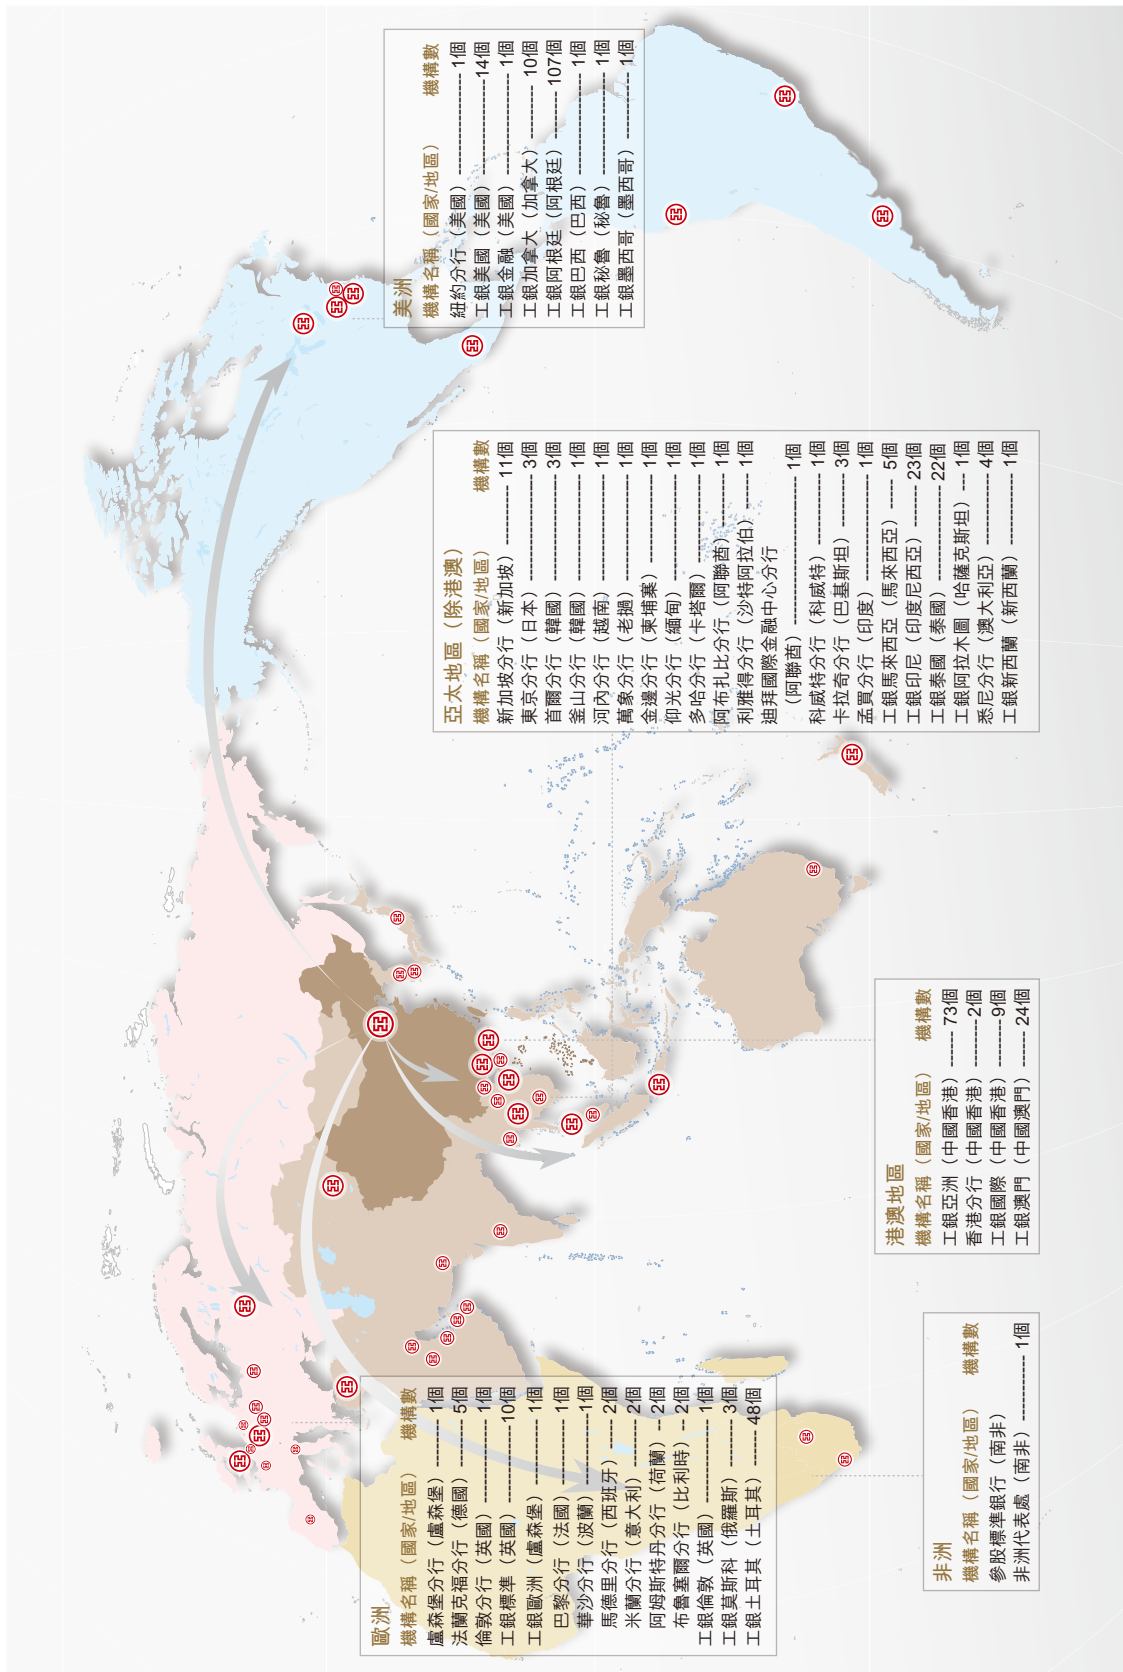 美洲
機構名稱（國家/地區） 機構數
紐約分行（美國） 1個
工銀美國（美國） 14個
工銀金融（美國） 1個
工銀加拿大（加拿大） 10個
工銀阿根廷（阿根廷） 107個
工銀巴西（巴西） 1個
工銀秘魯（秘魯） 1個
工銀墨西哥（墨西哥） 1個
亞太地區（除港澳）
機構名稱（國家/地區） 機構數
新加坡分行（新加坡） 11個
東京分行（日本） 3個
首爾分行（韓國） 3個
釜山分行（韓國） 1個
河內分行（越南） 1個
萬象分行（老撾） 1個
金邊分行（柬埔寨） 1個
仰光分行（緬甸） 1個
多哈分行（卡塔爾） 1個
阿布扎比分行（阿聯酋） 1個
利雅得分行（沙特阿拉伯） 1個
迪拜國際金融中心分行
（阿聯酋） 1個
科威特分行（科威特） 1個
卡拉奇分行（巴基斯坦） 3個
孟買分行（印度） 1個
工銀馬來西亞（馬來西亞） 5個
工銀印尼（印度尼西亞） 23個
工銀泰國（泰國） 22個
工銀阿拉木圖（哈薩克斯坦） 1個
悉尼分行（澳大利亞） 4個
工銀新西蘭（新西蘭） 1個
港澳地區
機構名稱（國家/地區） 機構數
工銀亞洲（中國香港） 73個
香港分行（中國香港） 2個
工銀國際（中國香港） 9個
工銀澳門（中國澳門） 24個
歐洲
機構名稱（國家/地區） 機構數
盧森堡分行（盧森堡） 1個
法蘭克福分行（德國） 5個
倫敦分行（英國） 1個
工銀標準（英國） 10個
工銀歐洲（盧森堡） 1個
巴黎分行（法國） 1個
華沙分行（波蘭） 1個
馬德里分行（西班牙） 2個
米蘭分行（意大利） 2個
阿姆斯特丹分行（荷蘭） 2個
布魯塞爾分行（比利時） 2個
工銀倫敦（英國） 1個
工銀莫斯科（俄羅斯） 3個
工銀土耳其（土耳其） 48個
非洲
機構名稱（國家/地區） 機構數
參股標準銀行（南非）
非洲代表處（南非） 1個